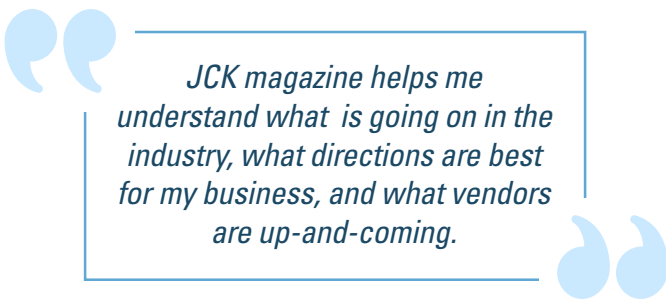 JCK magazine helps me
understand what  is going on in the
industry, what directions are best
for my business, and what vendors
are up-and-coming.